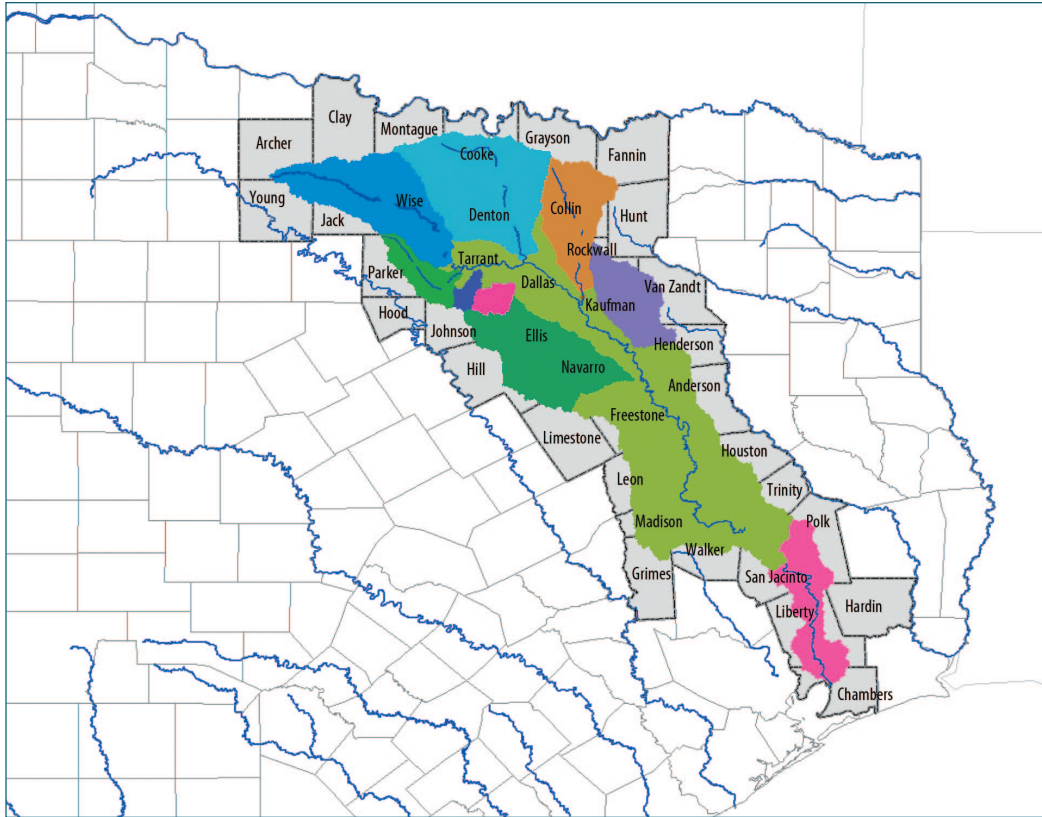 Clay
Montague
Grayson
Archer
Cooke
Fannin
Young
Wise
Collin
Denton
Hunt
Jack
Rockwall
Tarrant
Parker
Dallas
Van Zandt
Kaufman
Hood
Johnson
Ellis
Henderson
Hill
Navarro
Anderson
Freestone
Limestone
Houston
Leon
Trinity
Madison
Polk
Walker
Grimes
San Jacinto
Liberty
Hardin
Chambers